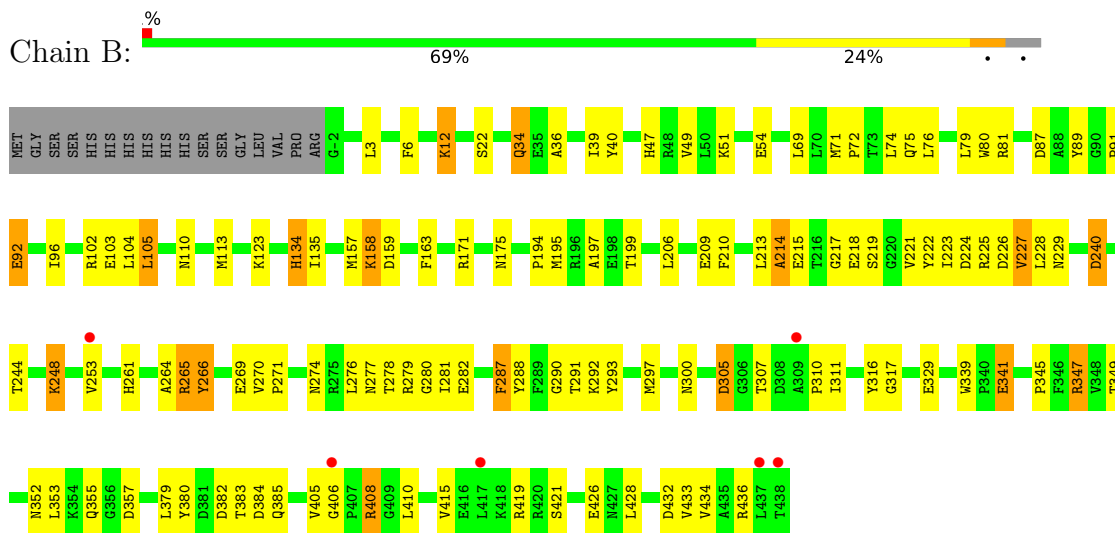 Chain B:
.%
69% 24% • •
MET GLY SER SER HIS HIS HIS HIS HIS HIS SER SER GLY LEU VAL PRO ARG G-2 L3 F6 K12 S22 Q34 E35 A36 I39 Y40 H47 R48 V49 L50 K51 E54 L69 L70 M71 P72 T73 L74 Q75 L76 L79 W80 R81 D87 A88 Y89 G90
E92 I96 R102 E103 L104 L105 N110 M113 K123 H134 I135 M157 K158 D159 F163 R171 N175 P194 M195 R196 A197 E198 T199 L206 E209 F210 L213 A214 E215 T216 G217 E218 S219 G220 V221 Y222 I223 D224 R225 D226 V227 L228 N229 D240
T244 K248 V253 H261 A264 R265 Y266 E269 V270 P271 N274 R275 L276 N277 T278 R279 G280 I281 E282 F287 Y288 F289 G290 T291 K292 Y293 M297 N300 D305 G306 T307 D308 A309 P310 I311 Y316 G317 E329 W339 P340 E341 P345 F346 R347 V348 T349
N352 L353 K354 Q355 G356 D357 L379 Y380 D381 D382 T383 D384 Q385 V405 G406 P407 R408 G409 L410 V415 E416 L417 K418 R419 R420 S421 E426 N427 L428 D432 V433 V434 A435 R436 L437 T438